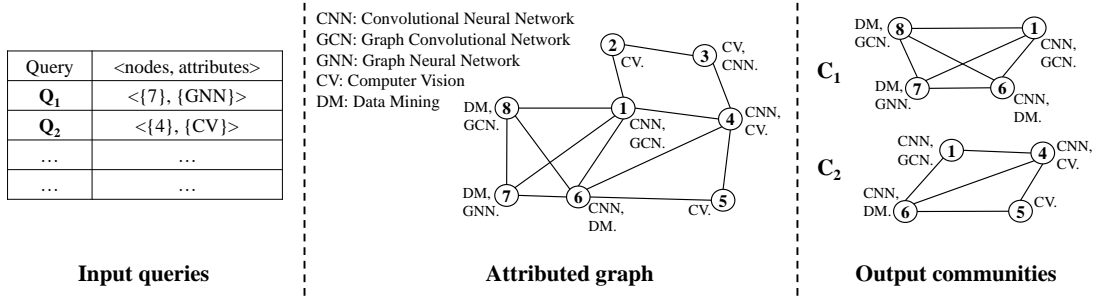 Query <nodes, attributes>
Q1 <{7}, {GNN}>
Q2 <{4}, {CV}>
... ...
... ...
Input queries
CNN: Convolutional Neural Network
GCN: Graph Convolutional Network
GNN: Graph Neural Network
CV: Computer Vision
DM: Data Mining
2
CV.
3
CV,
CNN.
DM,
GCN.
8
1
CNN,
GCN.
4
CNN,
CV.
DM,
GNN.
7
6
CNN,
DM.
CV.
5
Attributed graph
C1
DM,
GCN.
8
1
CNN,
GCN.
DM,
GNN.
7
6
CNN,
DM.
C2
CNN,
GCN.
1
4
CNN,
CV.
CNN,
DM.
6
5
CV.
Output communities